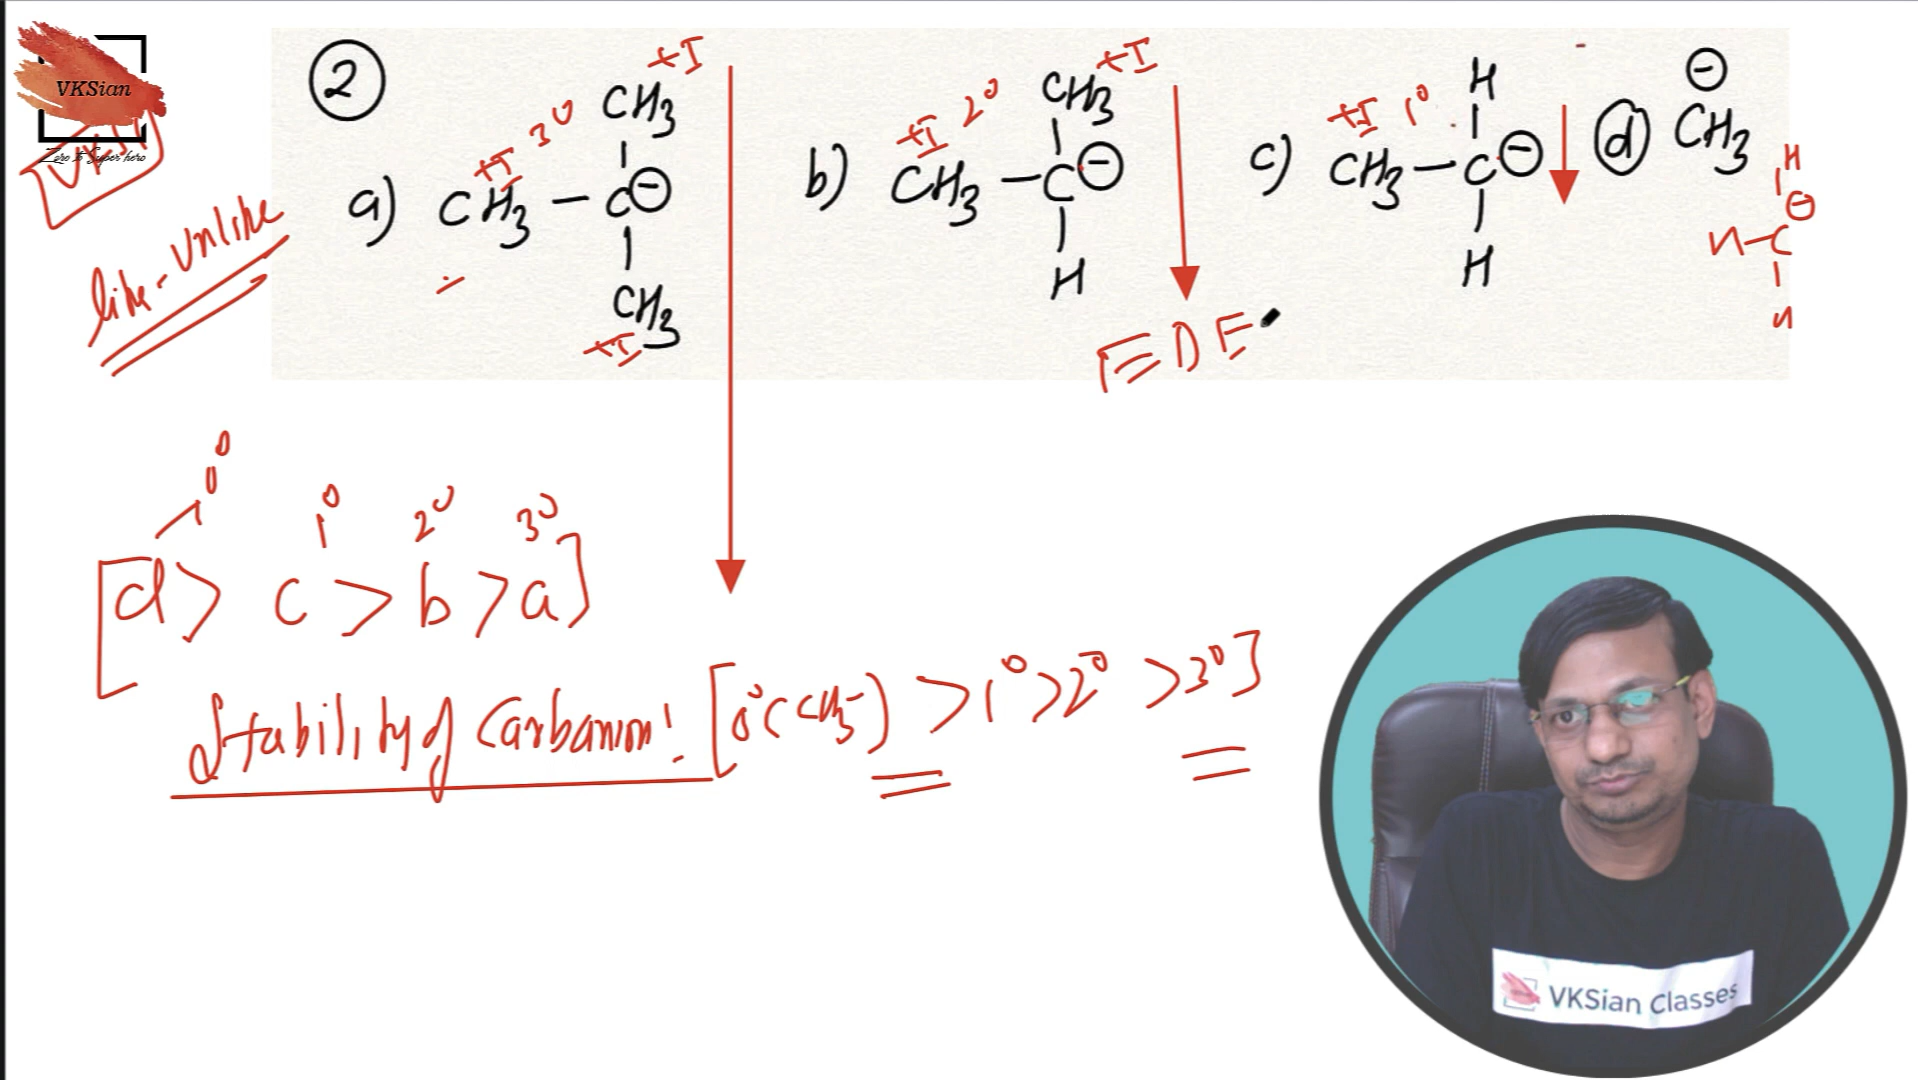 VKSian
Zero to Super hero
VKSir
like-Unlike
② a) CH3 – C⊖ CH3 CH3 +I +I +I 3°
b) CH3 – C⊖ CH3 H +I +I 2°
c) CH3 – C⊖ H H +I 1°
ⓓ CH3 ⊖
H – C ⊖ H H
EDE
0° 1° 2° 3°
[d > c > b > a]
Stability of Carbanion: [0°(CH3-) > 1° > 2° > 3°]
VKSian Classes